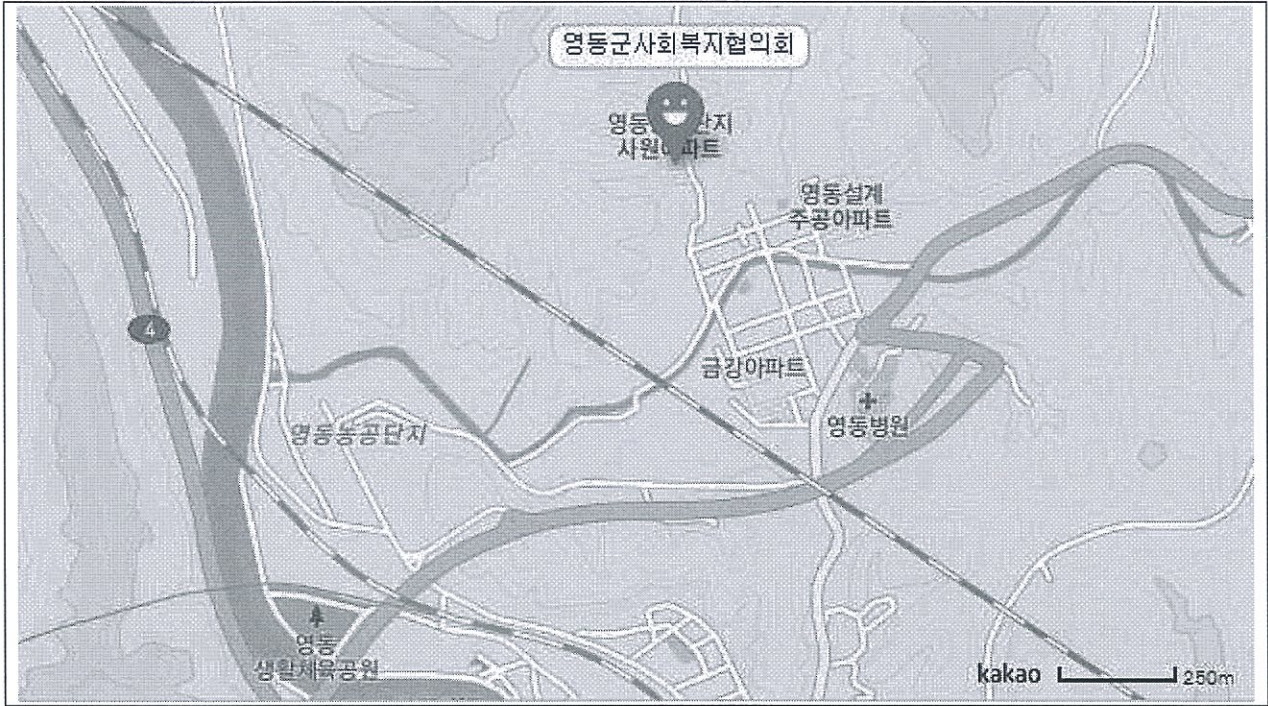 영동군사회복지협의회
사원아파트
영동설계
주공아파트
4
금강아파트
영동병원
영동농공단지
영동
생활체육공원
kakao 250m